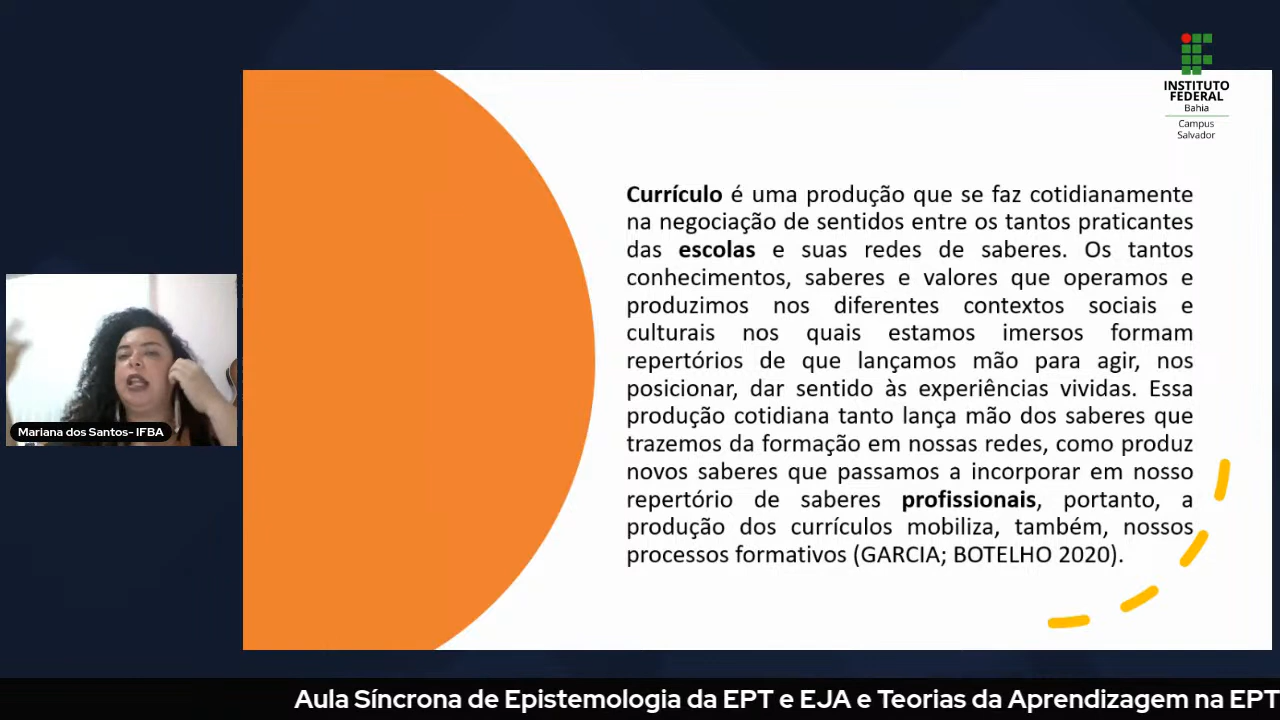 INSTITUTO
FEDERAL
Bahia
Campus
Salvador
Currículo é uma produção que se faz cotidianamente
na negociação de sentidos entre os tantos praticantes
das escolas e suas redes de saberes. Os tantos
conhecimentos, saberes e valores que operamos e
produzimos nos diferentes contextos sociais e
culturais nos quais estamos imersos formam
repertórios de que lançamos mão para agir, nos
posicionar, dar sentido às experiências vividas. Essa
produção cotidiana tanto lança mão dos saberes que
trazemos da formação em nossas redes, como produz
novos saberes que passamos a incorporar em nosso
repertório de saberes profissionais, portanto, a
produção dos currículos mobiliza, também, nossos
processos formativos (GARCIA; BOTELHO 2020).
Mariana dos Santos- IFBA
Aula Síncrona de Epistemologia da EPT e EJA e Teorias da Aprendizagem na EPT